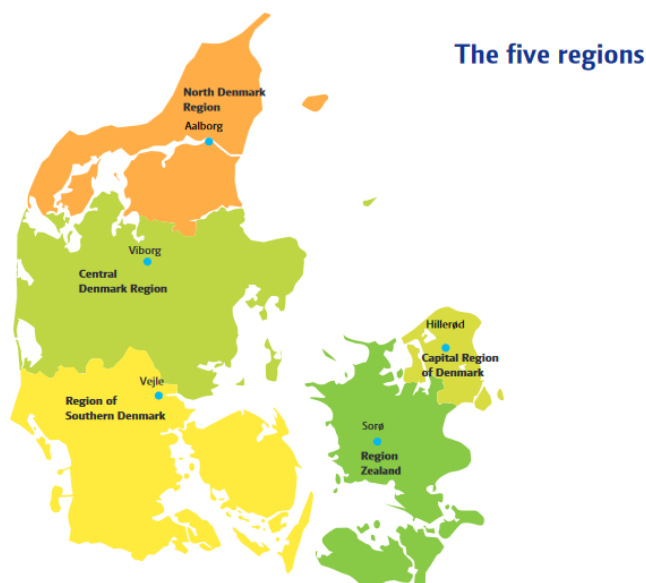 The five regions
North Denmark
Region
Aalborg
Viborg
Central
Denmark Region
Hillerød
Capital Region
of Denmark
Vejle
Region of
Southern Denmark
Sorø
Region
Zealand